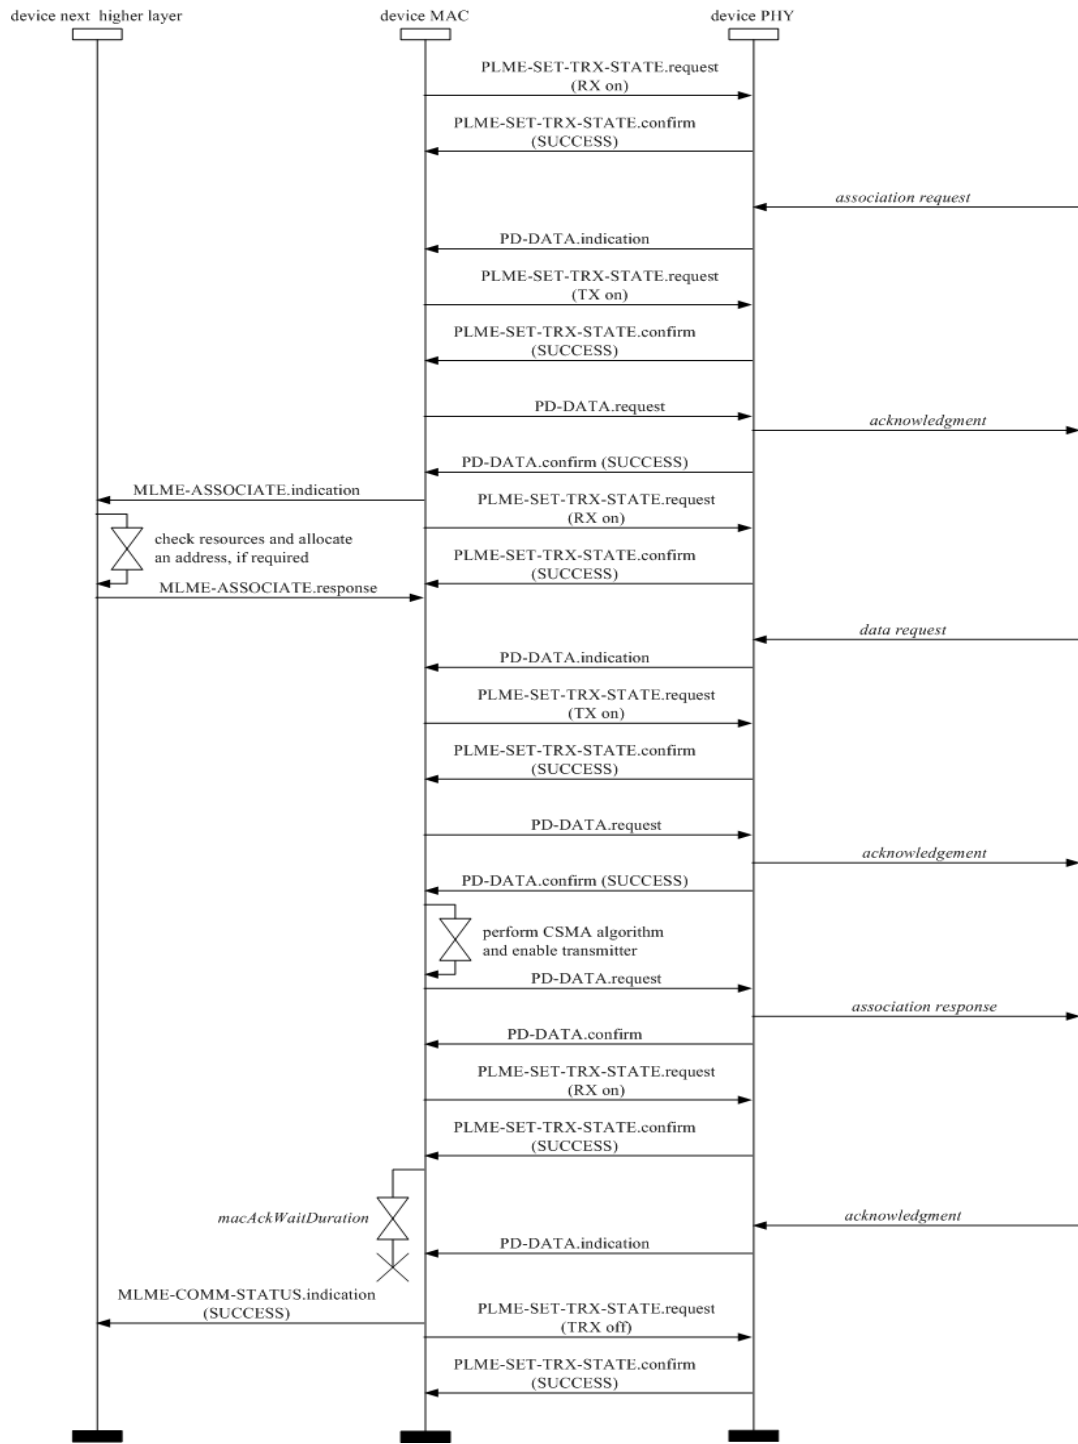 device next higher layer
device MAC
device PHY
PLME-SET-TRX-STATE.request
(RX on)
PLME-SET-TRX-STATE.confirm
(SUCCESS)
association request
PD-DATA.indication
PLME-SET-TRX-STATE.request
(TX on)
PLME-SET-TRX-STATE.confirm
(SUCCESS)
PD-DATA.request
acknowledgment
PD-DATA.confirm (SUCCESS)
MLME-ASSOCIATE.indication
PLME-SET-TRX-STATE.request
(RX on)
check resources and allocate
an address, if required
PLME-SET-TRX-STATE.confirm
(SUCCESS)
MLME-ASSOCIATE.response
data request
PD-DATA.indication
PLME-SET-TRX-STATE.request
(TX on)
PLME-SET-TRX-STATE.confirm
(SUCCESS)
PD-DATA.request
acknowledgement
PD-DATA.confirm (SUCCESS)
perform CSMA algorithm
and enable transmitter
PD-DATA.request
association response
PD-DATA.confirm
PLME-SET-TRX-STATE.request
(RX on)
PLME-SET-TRX-STATE.confirm
(SUCCESS)
macAckWaitDuration
acknowledgment
PD-DATA.indication
MLME-COMM-STATUS.indication
(SUCCESS)
PLME-SET-TRX-STATE.request
(TRX off)
PLME-SET-TRX-STATE.confirm
(SUCCESS)